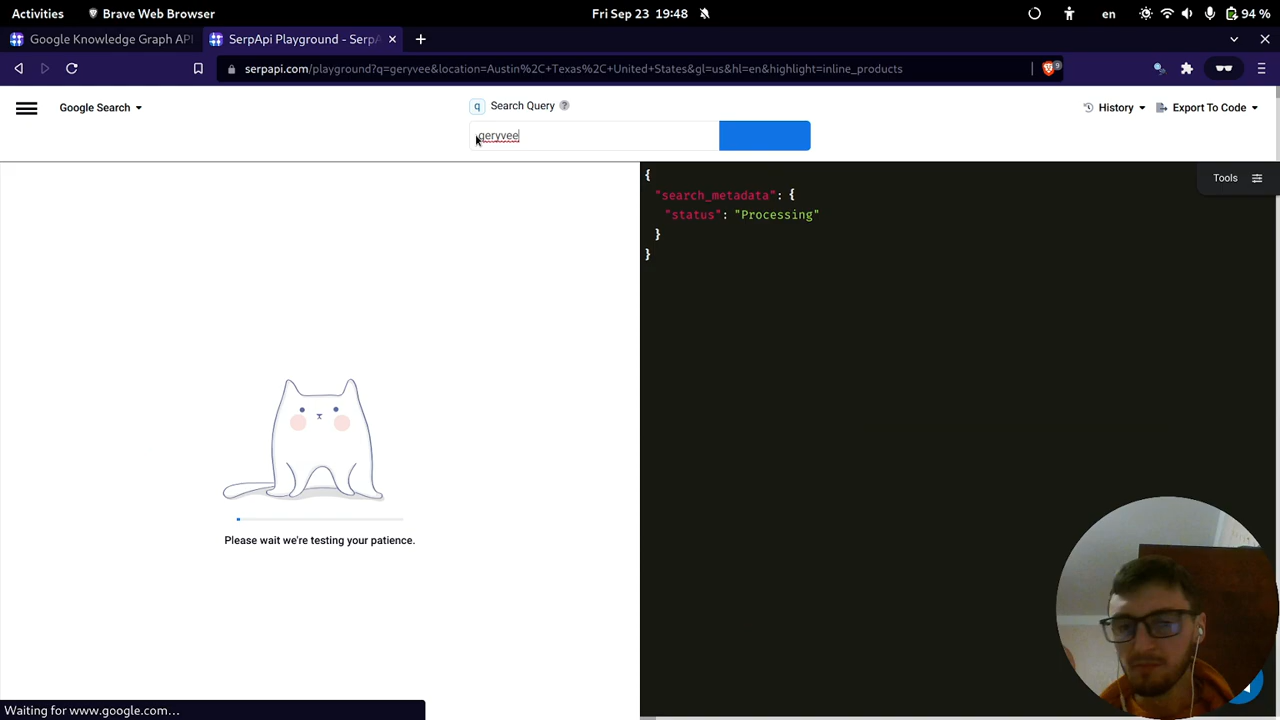 Activities
Brave Web Browser
Fri Sep 23 19:48
en
94 %
Google Knowledge Graph API
SerpApi Playground - SerpA
serpapi.com/playground?q=geryvee&location=Austin%2C+Texas%2C+United+States&gl=us&hl=en&highlight=inline_products
9
Google Search
q Search Query ?
History
Export To Code
geryvee
Tools
{
"search_metadata": {
"status": "Processing"
}
}
Please wait we're testing your patience.
Waiting for www.google.com…